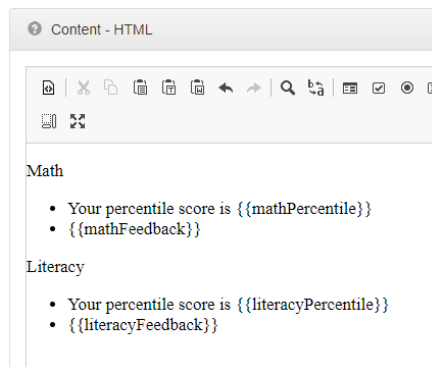 Content - HTML
Math
Your percentile score is {{mathPercentile}}
{{mathFeedback}}
Literacy
Your percentile score is {{literacyPercentile}}
{{literacyFeedback}}